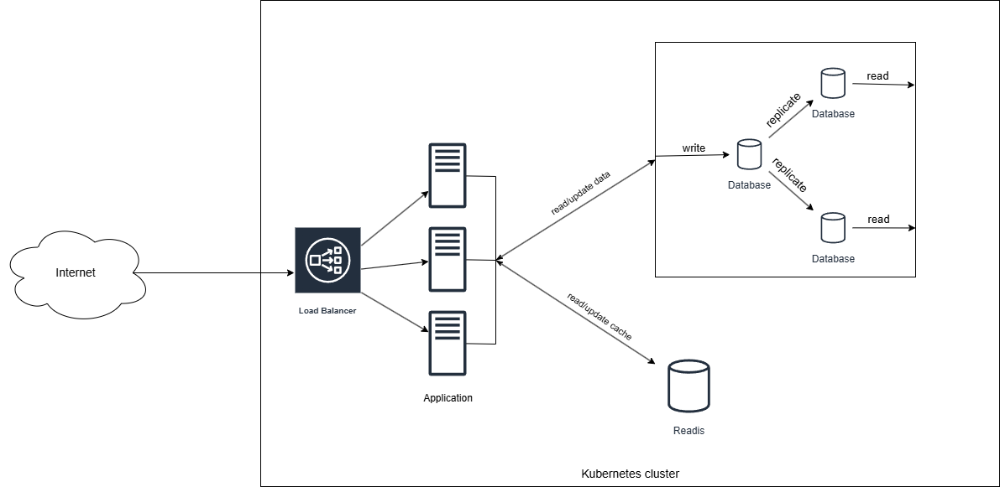 Internet
Load Balancer
Application
read/update data
read/update cache
write
Database
replicate
replicate
Database
read
Database
read
Readis
Kubernetes cluster